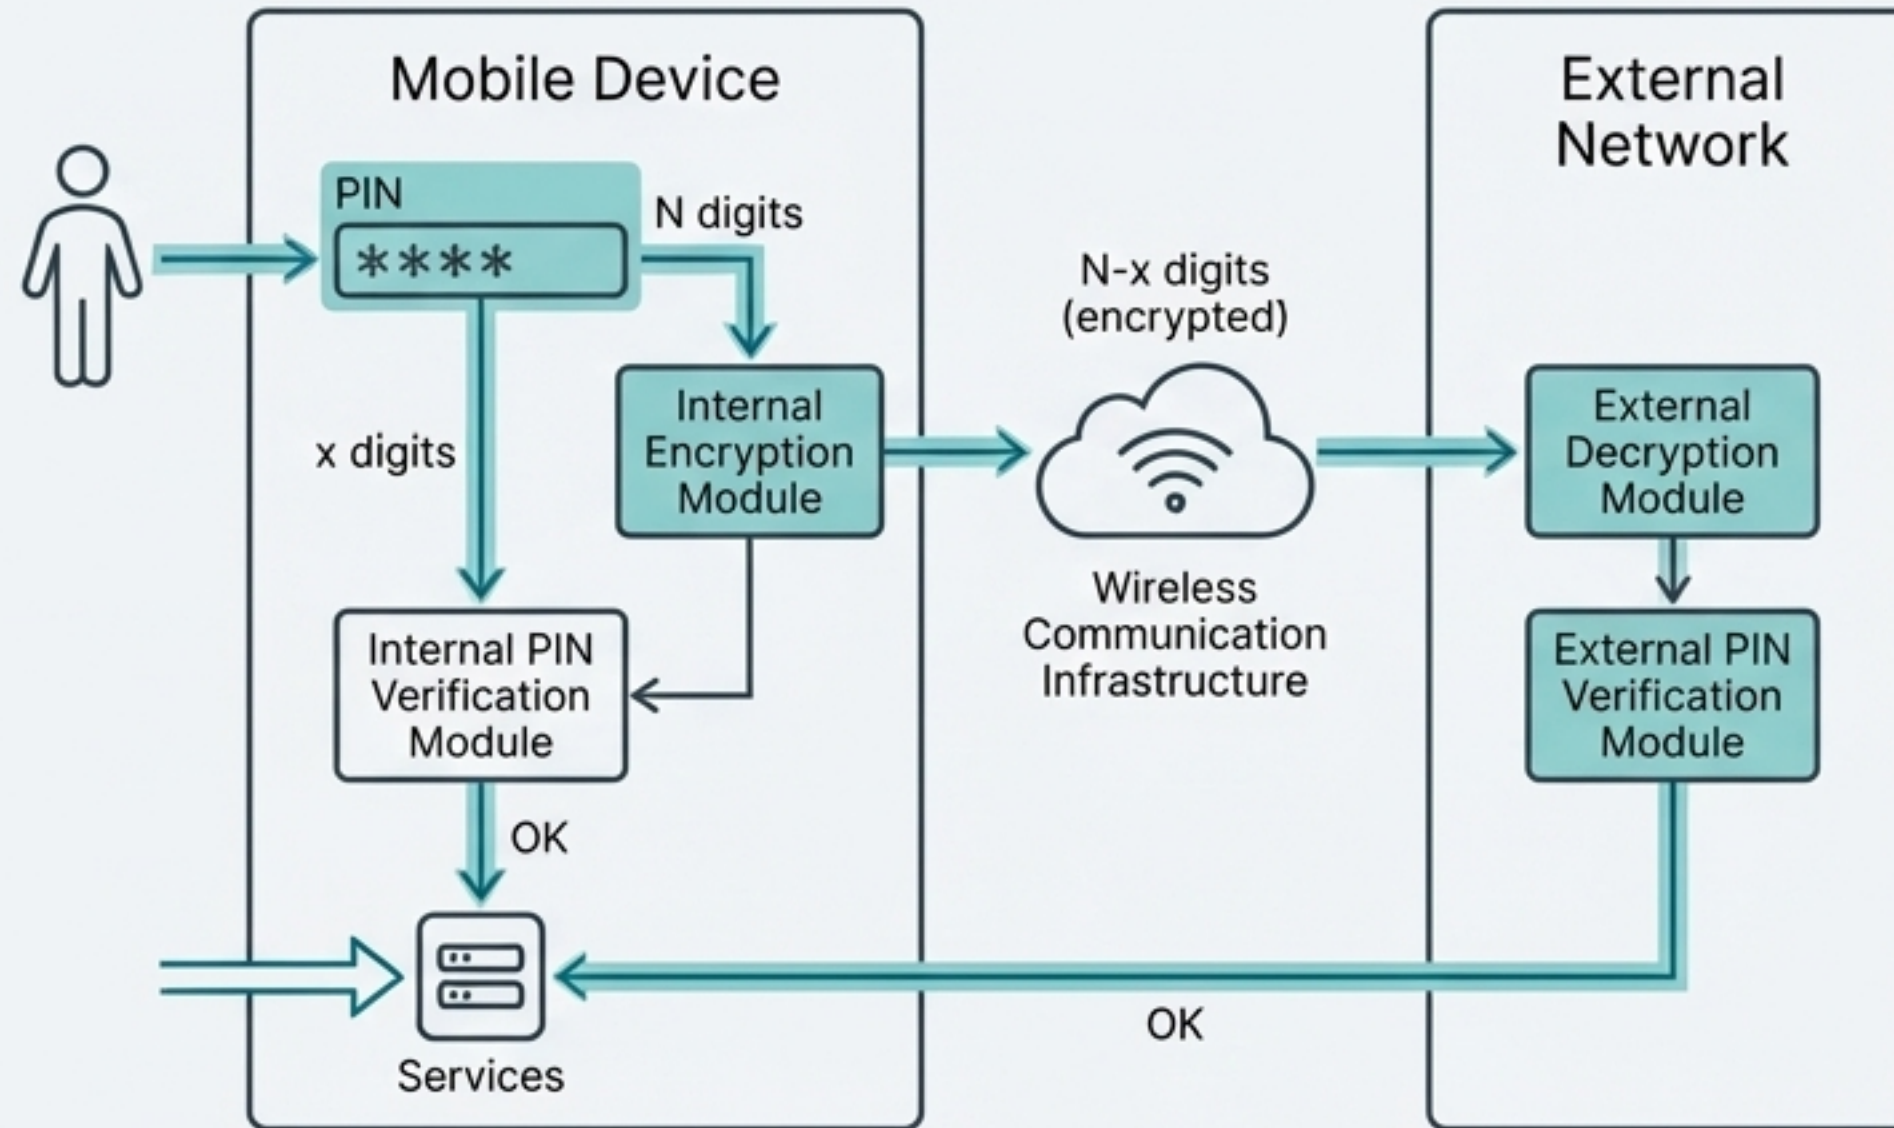 Mobile Device
External
Network
PIN
****
N digits
N-x digits
(encrypted)
x digits
Internal
Encryption
Module
External
Decryption
Module
Wireless
Communication
Infrastructure
Internal PIN
Verification
Module
External PIN
Verification
Module
OK
OK
Services